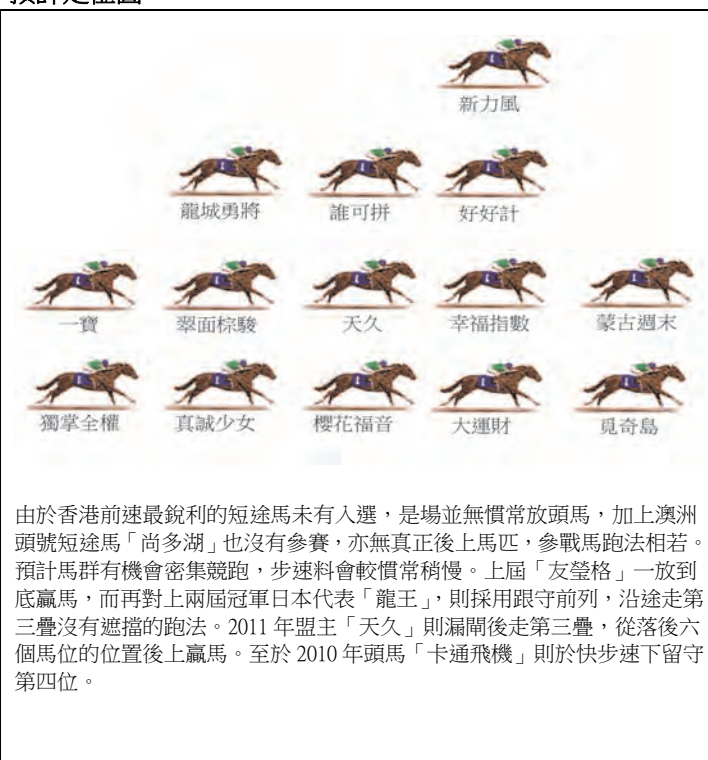 預計走位圖
新力風
龍城勇將 誰可拼 好好計
一寶 翠面棕駿 天久 幸福指數 蒙古週末
獨掌全權 真誠少女 櫻花福音 大運財 覓奇島
由於香港前速最銳利的短途馬未有入選，是場並無慣常放頭馬，加上澳洲
頭號短途馬「尚多湖」也沒有參賽，亦無真正後上馬匹，參戰馬跑法相若。
預計馬群有機會密集競跑，步速料會較慣常稍慢。上屆「友瑩格」一放到
底贏馬，而再對上兩屆冠軍日本代表「龍王」，則採用跟守前列，沿途走第
三疊沒有遮擋的跑法。2011 年盟主「天久」則漏閘後走第三疊，從落後六
個馬位的位置後上贏馬。至於 2010 年頭馬「卡通飛機」則於快步速下留守
第四位。